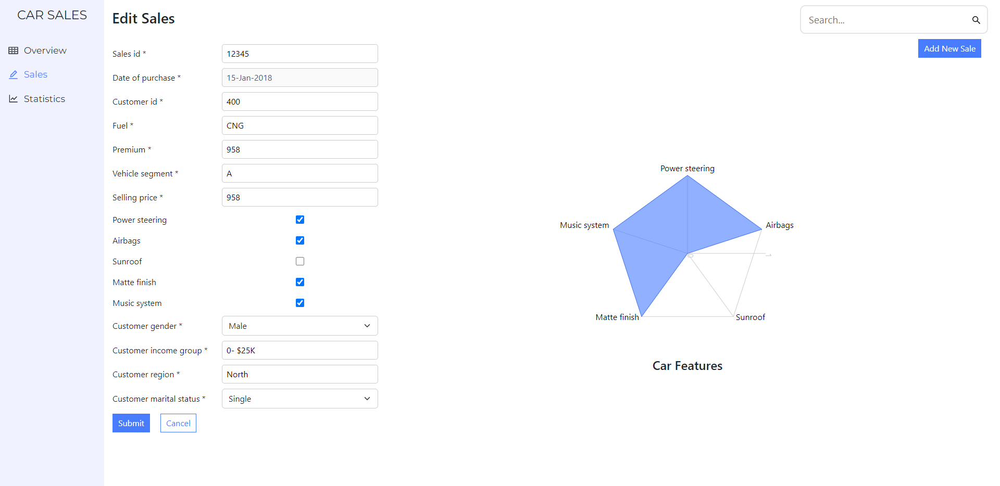 CAR SALES
Overview
Sales
Statistics
Edit Sales
Search...
Add New Sale
Sales id *
12345
Date of purchase *
15-Jan-2018
Customer id *
400
Fuel *
CNG
Premium *
958
Vehicle segment *
A
Selling price *
958
Power steering
Airbags
Sunroof
Matte finish
Music system
Customer gender *
Male
Customer income group *
0- $25K
Customer region *
North
Customer marital status *
Single
Submit
Cancel
Power steering
Music system
Airbags
0
1
Matte finish
Sunroof
Car Features